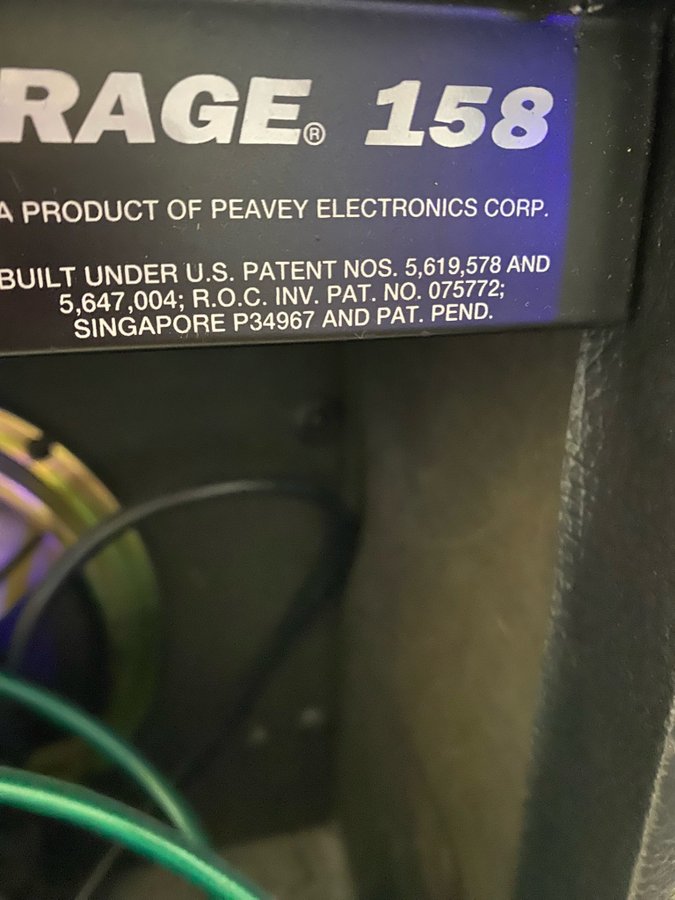 RAGE® 158
A PRODUCT OF PEAVEY ELECTRONICS CORP.
BUILT UNDER U.S. PATENT NOS. 5,619,578 AND
5,647,004; R.O.C. INV. PAT. NO. 075772;
SINGAPORE P34967 AND PAT. PEND.